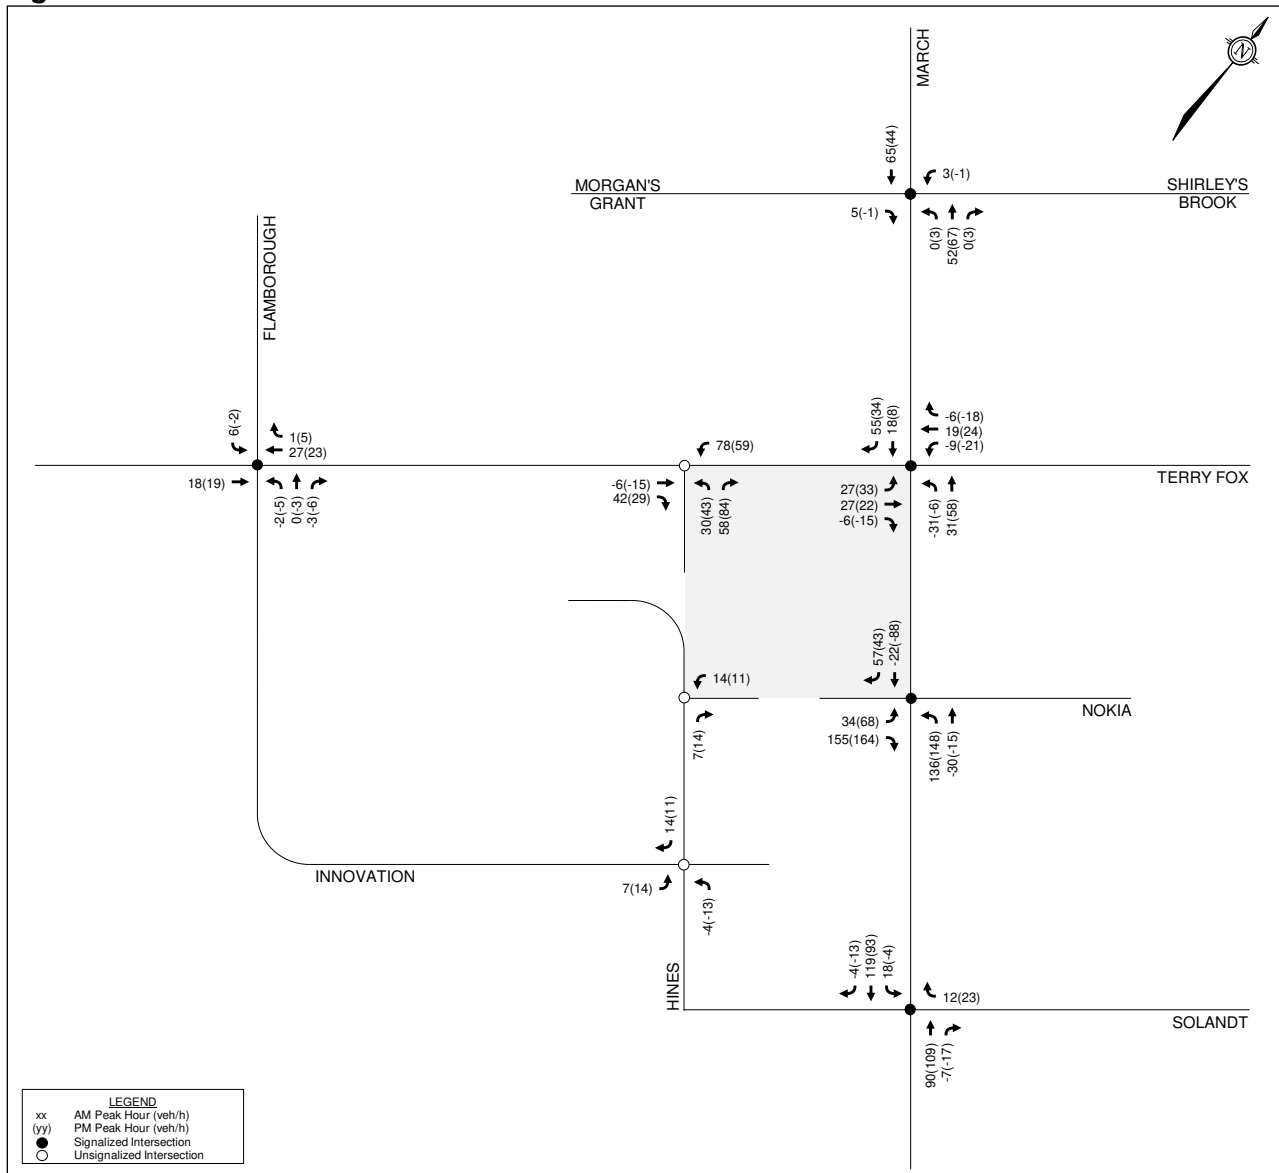 MARCH
N
65(44)
3(-1)
MORGAN'S
GRANT
SHIRLEY'S
BROOK
5(-1)
0(3)
52(67)
0(3)
FLAMBOROUGH
6(-2)
1(5)
27(23)
18(19)
-2(-5)
0(-3)
-3(-6)
78(59)
-6(-15)
42(29)
30(43)
58(84)
55(34)
18(8)
-6(-18)
19(24)
-9(-21)
TERRY FOX
27(33)
27(22)
-6(-15)
-31(-6)
31(58)
14(11)
7(14)
57(43)
-22(-88)
NOKIA
34(68)
155(164)
136(148)
-30(-15)
14(11)
INNOVATION
7(14)
-4(-13)
HINES
-4(-13)
119(93)
18(-4)
12(23)
SOLANDT
90(109)
-7(-17)
LEGEND
xx AM Peak Hour (veh/h)
(yy) PM Peak Hour (veh/h)
Signalized Intersection
Unsignalized Intersection